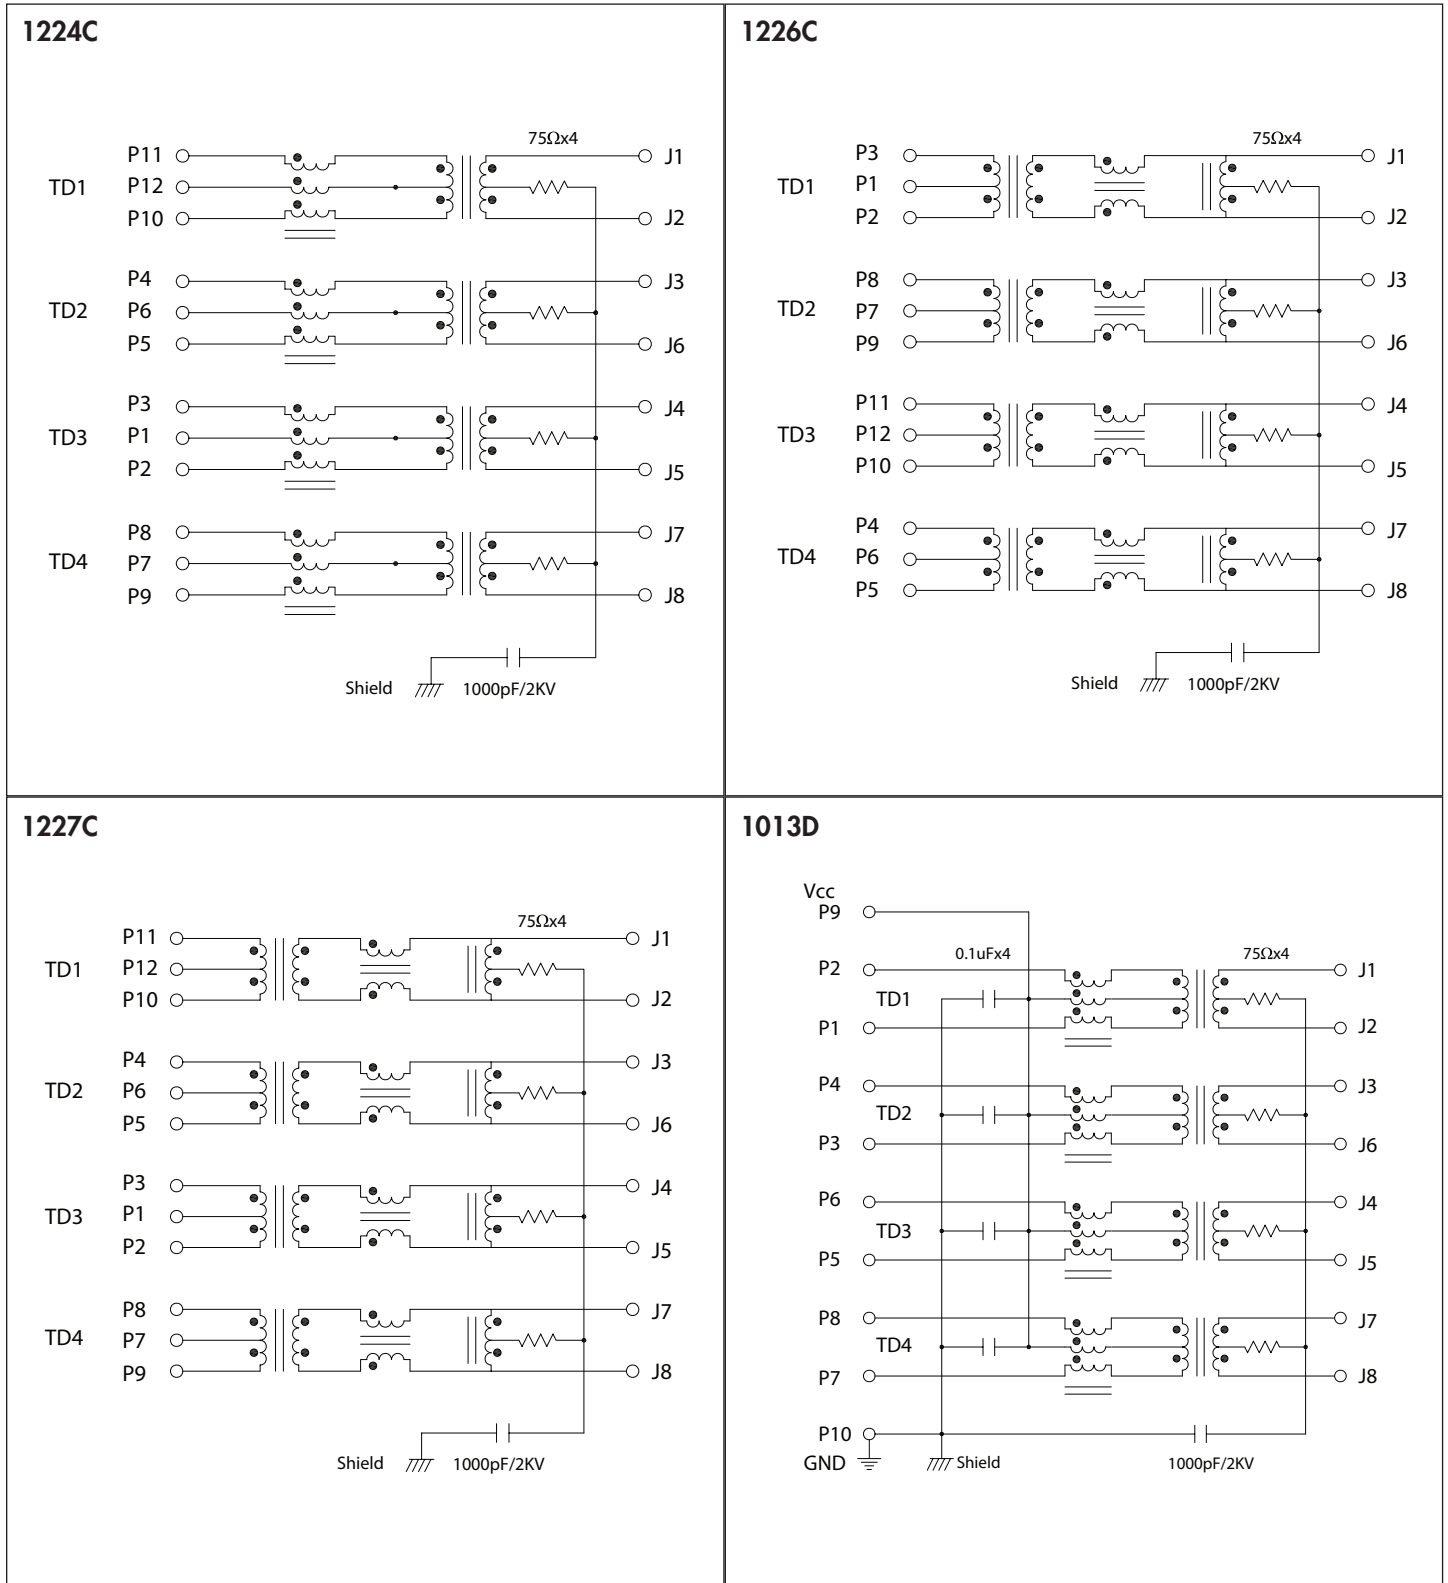 1224C
75Ωx4
P11
J1
TD1
P12
P10
J2
P4
J3
TD2
P6
P5
J6
P3
J4
TD3
P1
P2
J5
P8
J7
TD4
P7
P9
J8
Shield
1000pF/2KV
1226C
75Ωx4
P3
J1
TD1
P1
P2
J2
P8
J3
TD2
P7
P9
J6
P11
J4
TD3
P12
P10
J5
P4
J7
TD4
P6
P5
J8
Shield
1000pF/2KV
1227C
75Ωx4
P11
J1
TD1
P12
P10
J2
P4
J3
TD2
P6
P5
J6
P3
J4
TD3
P1
P2
J5
P8
J7
TD4
P7
P9
J8
Shield
1000pF/2KV
1013D
Vcc
P9
0.1uFx4
75Ωx4
P2
J1
TD1
P1
J2
P4
J3
TD2
P3
J6
P6
J4
TD3
P5
J5
P8
J7
TD4
P7
J8
P10
GND
Shield
1000pF/2KV